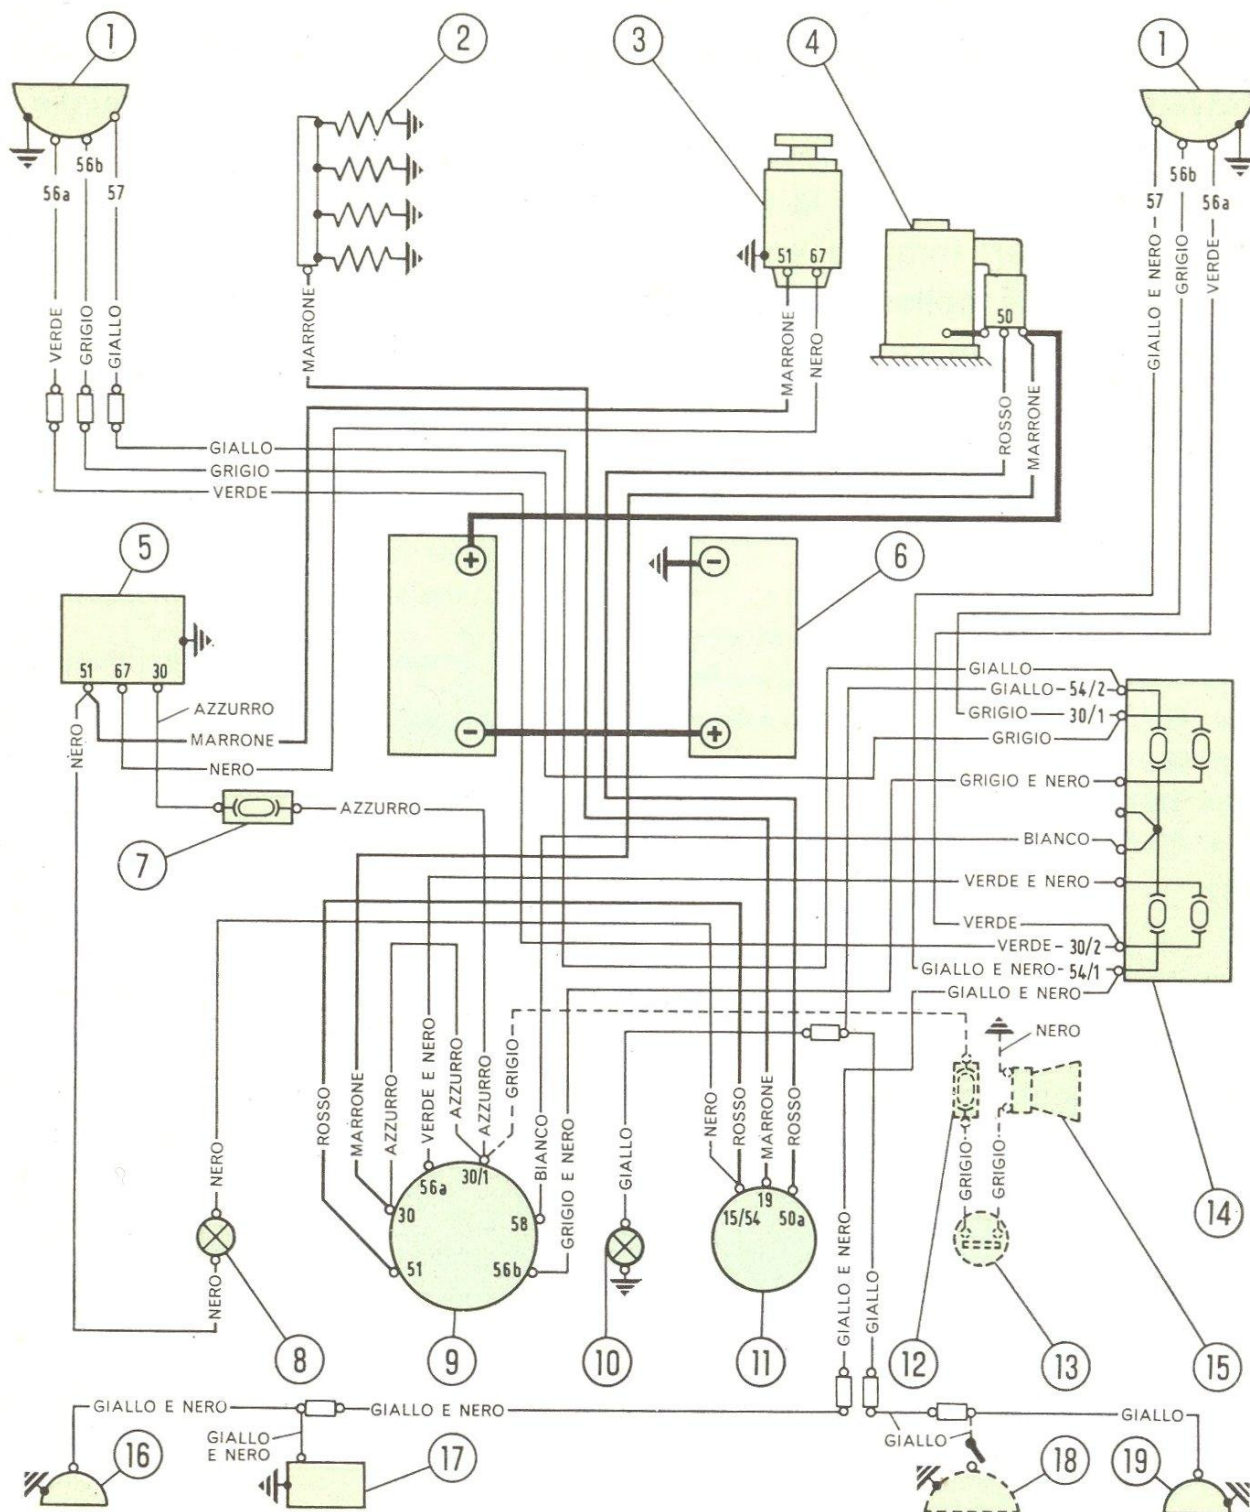 1
2
3
4
1
56a
56b
57
51
67
50
57
56b
56a
VERDE
GRIGIO
GIALLO
MARRONE
MARRONE
NERO
ROSSO
MARRONE
GIALLO E NERO
GRIGIO
VERDE
GIALLO
GRIGIO
VERDE
5
+
-
6
51
67
30
-
+
AZZURRO
MARRONE
NERO
NERO
AZZURRO
7
GIALLO
GIALLO
54/2
GRIGIO
30/1
GRIGIO
GRIGIO E NERO
BIANCO
VERDE E NERO
VERDE
VERDE
30/2
GIALLO E NERO
54/1
GIALLO E NERO
14
ROSSO
MARRONE
AZZURRO
VERDE E NERO
AZZURRO
AZZURRO
GRIGIO
BIANCO
GRIGIO E NERO
GIALLO
NERO
ROSSO
MARRONE
ROSSO
NERO
GRIGIO
GRIGIO
NERO
NERO
56a
30/1
30
58
51
56b
15/54
19
50a
GIALLO E NERO
GIALLO
8
9
10
11
12
13
15
GIALLO E NERO
GIALLO E NERO
GIALLO
E NERO
GIALLO
GIALLO
16
17
18
19